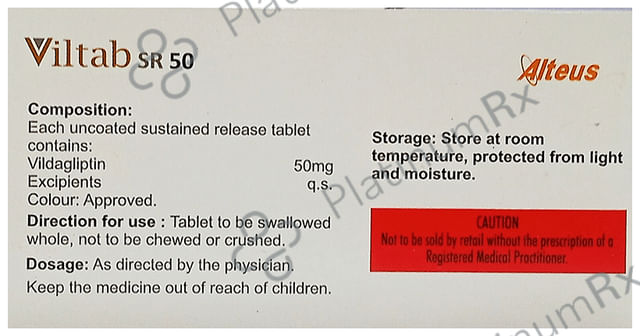 Viltab SR 50
Alteus
Composition:
Each uncoated sustained release tablet
contains:
Vildagliptin 50mg
Excipients q.s.
Colour: Approved.
Direction for use : Tablet to be swallowed
whole, not to be chewed or crushed.
Dosage: As directed by the physician.
Keep the medicine out of reach of children.
Storage: Store at room
temperature, protected from light
and moisture.
CAUTION
Not to be sold by retail without the prescription of a
Registered Medical Practitioner.
PlatinumRx